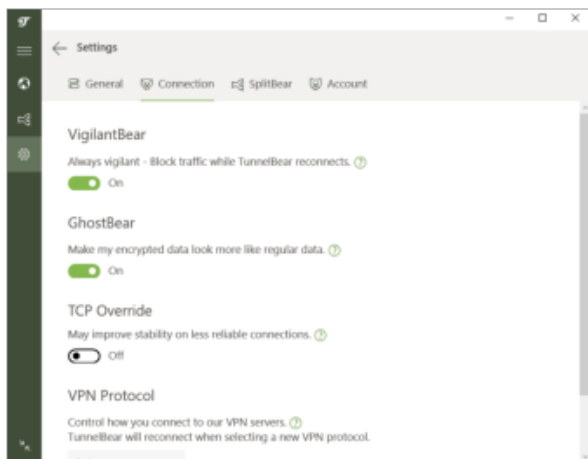 Settings
General Connection SplitBear Account
VigilantBear
Always vigilant - Block traffic while TunnelBear reconnects. ?
On
GhostBear
Make my encrypted data look more like regular data. ?
On
TCP Override
May improve stability on less reliable connections. ?
Off
VPN Protocol
Control how you connect to our VPN servers. ?
TunnelBear will reconnect when selecting a new VPN protocol.